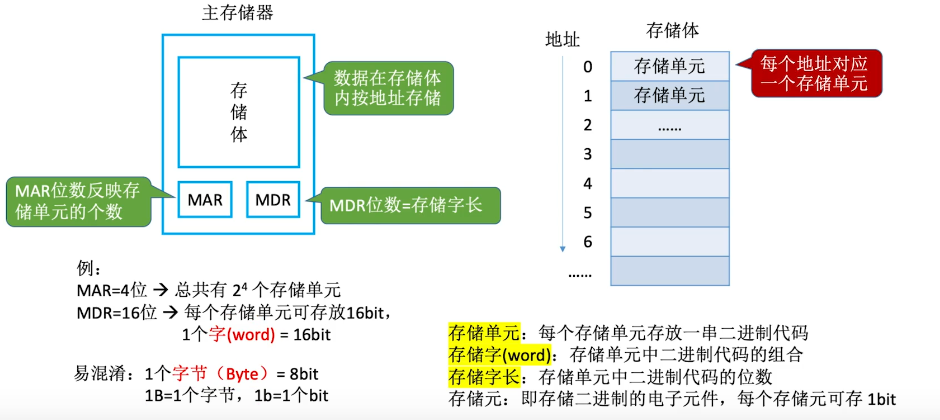 主存储器
存
储
体
数据在存储体
内按地址存储
MAR位数反映存
储单元的个数
MAR
MDR
MDR位数=存储字长
例：
MAR=4位 → 总共有 2⁴ 个存储单元
MDR=16位 → 每个存储单元可存放16bit，
1个字(word) = 16bit
易混淆：1个字节（Byte）= 8bit
1B=1个字节，1b=1个bit
地址
存储体
0
存储单元
1
存储单元
2
……
3
4
5
6
……
每个地址对应
一个存储单元
存储单元：每个存储单元存放一串二进制代码
存储字(word)：存储单元中二进制代码的组合
存储字长：存储单元中二进制代码的位数
存储元：即存储二进制的电子元件，每个存储元可存 1bit